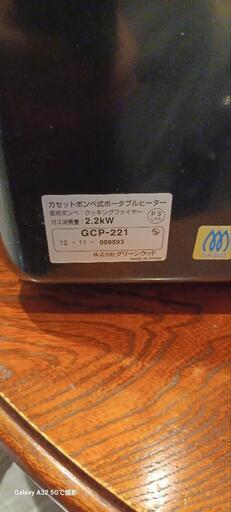 カセットボンベ式ポータブルヒーター
使用ボンベ：クッキングファイヤー
ガス消費量：2.2kW
PS
LPG
GCP-221
12・11・009593
株式会社グリーンウッド
Galaxy A32 5Gで撮影